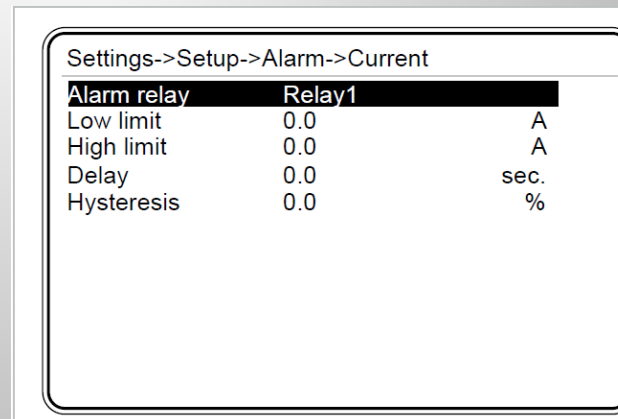 Settings->Setup->Alarm->Current
Alarm relay Relay1
Low limit 0.0 A
High limit 0.0 A
Delay 0.0 sec.
Hysteresis 0.0 %